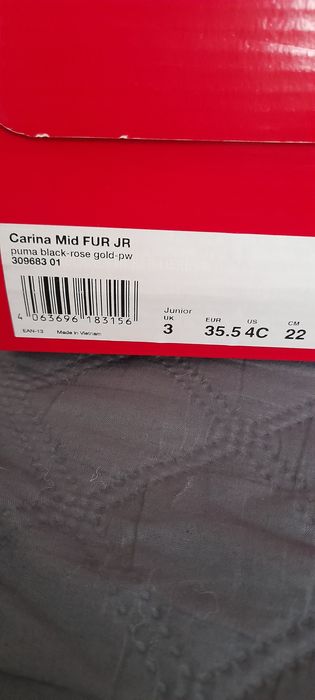 Carina Mid FUR JR
puma black-rose gold-pw
309683 01
4 063696 183156
EAN-13 Made in Vietnam
Junior
UK EUR US CM
3 35.5 4C 22